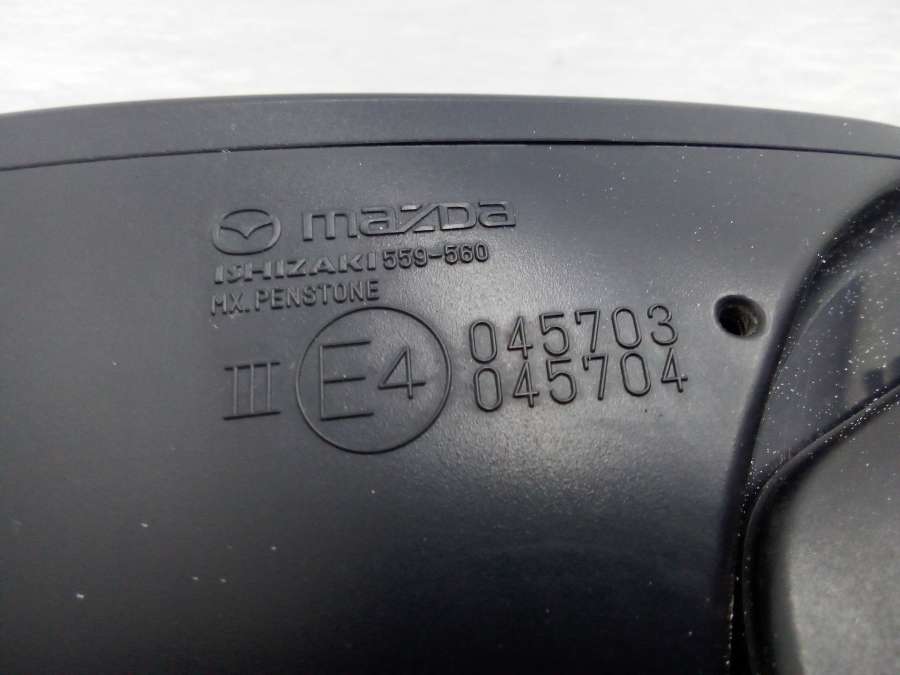 mazda
ISHIZAKI 559-560
MX.PENSTONE
III E4 045703
045704